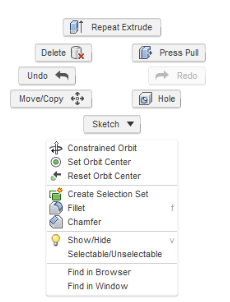 Repeat Extrude
Delete
Press Pull
Undo
Redo
Move/Copy
Hole
Sketch
Constrained Orbit
Set Orbit Center
Reset Orbit Center
Create Selection Set
Fillet f
Chamfer
Show/Hide v
Selectable/Unselectable
Find in Browser
Find in Window